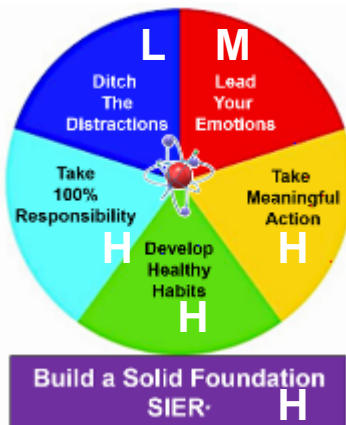 L
Ditch
The
Distractions
M
Lead
Your
Emotions
Take
100%
Responsibility
H
Take
Meaningful
Action
H
Develop
Healthy
Habits
H
Build a Solid Foundation
SIER·
H